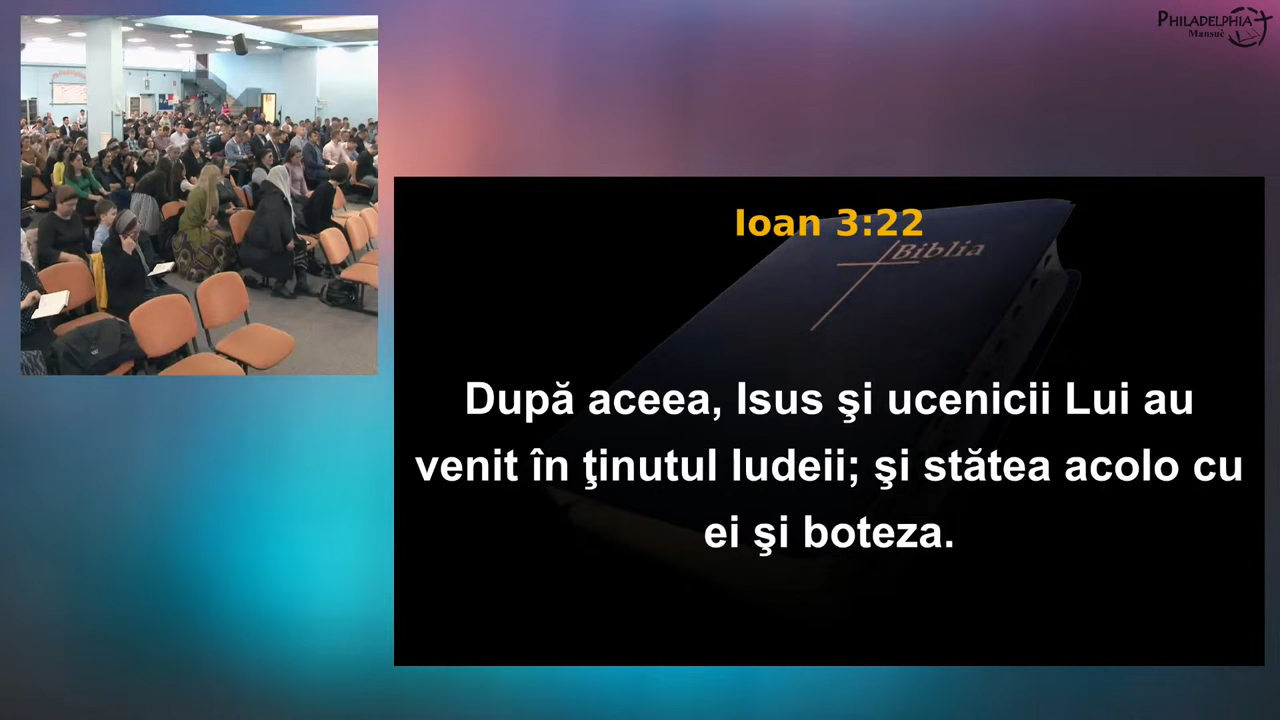 PHILADELPHIA
Mansuè
Ioan 3:22
Biblia
După aceea, Isus şi ucenicii Lui au
venit în ţinutul Iudeii; şi stătea acolo cu
ei şi boteza.